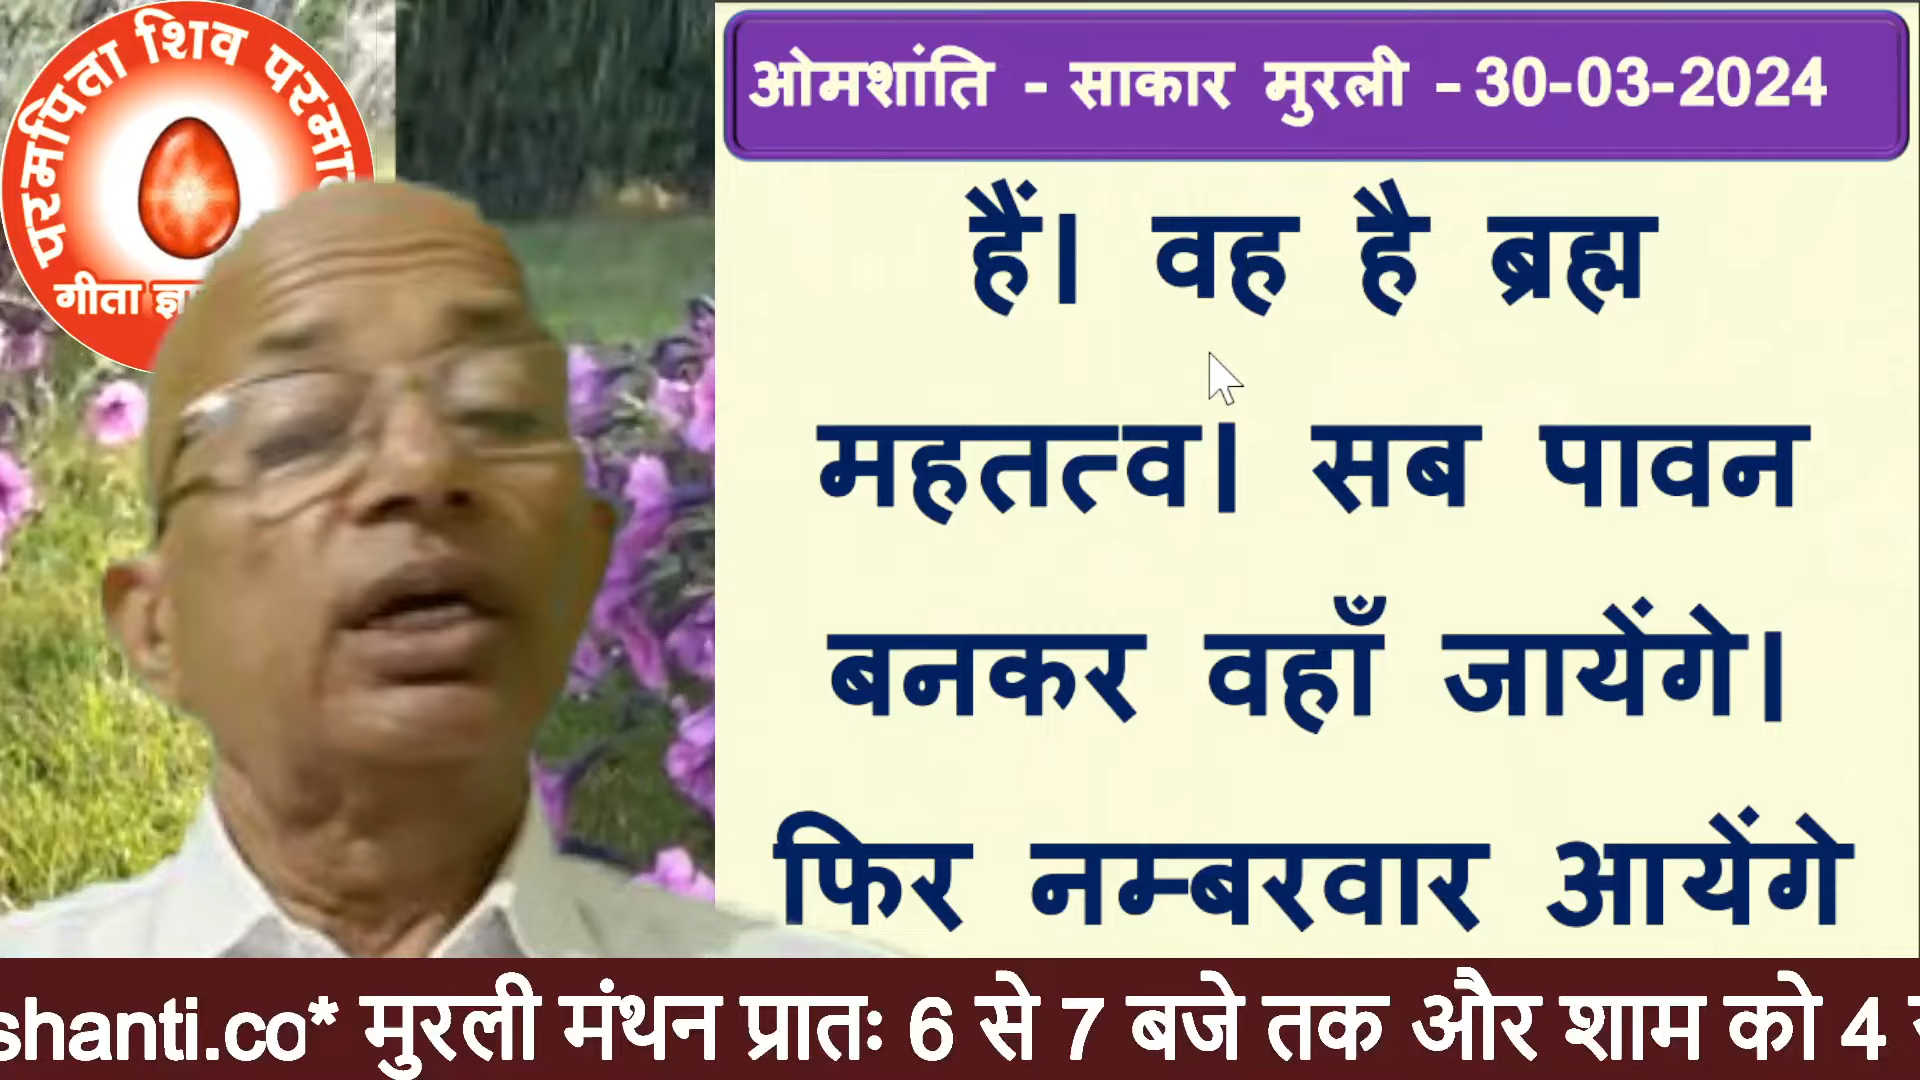 परमपिता शिव
गीता
ओमशांति - साकार मुरली - 30-03-2024
हैं। वह है ब्रह्म
महतत्व। सब पावन
बनकर वहाँ जायेंगे।
फिर नम्बरवार आयेंगे
shanti.co* मुरली मंथन प्रातः 6 से 7 बजे तक और शाम को 4